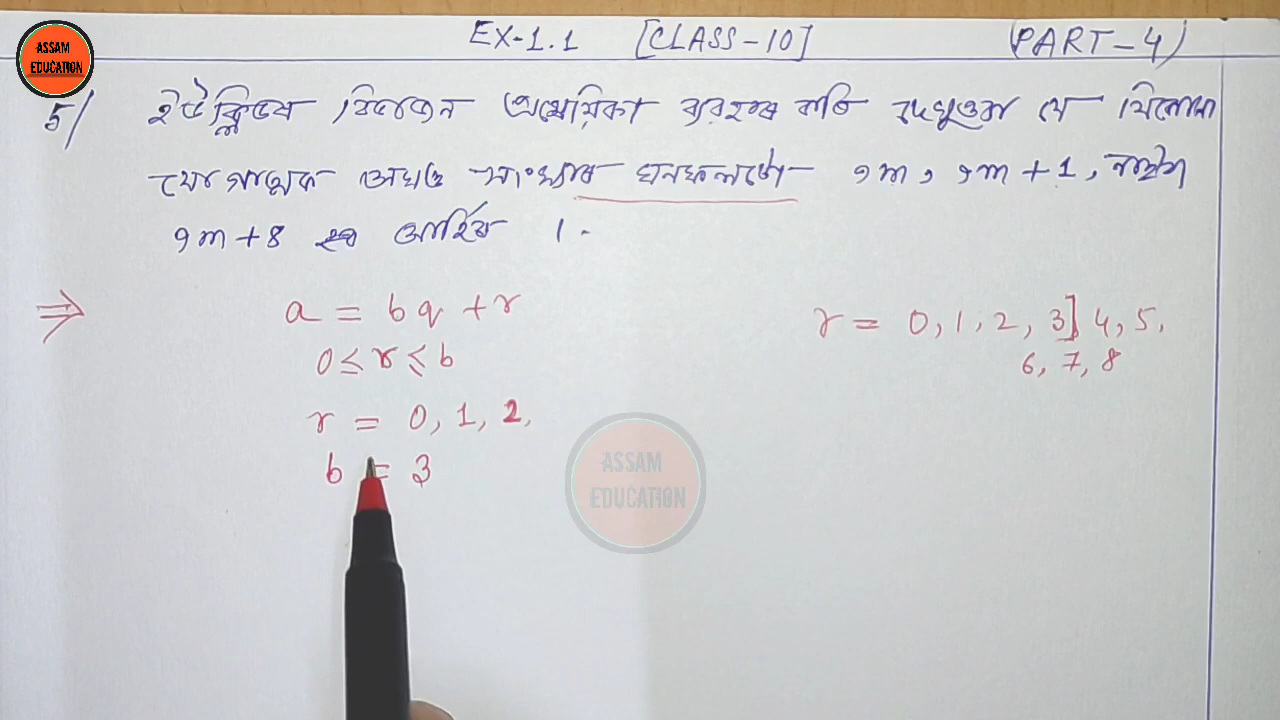 EX-1.1 [CLASS-10] (PART-4)
ASSAM
EDUCATION
5/ ইউক্লিডৰ বিভাজন প্ৰমেয়িকা ব্যৱহাৰ কৰি দেখুওৱা যে যিকোনো
যোগাত্মক অখণ্ড সংখ্যাৰ ঘনফলটো 9m, 9m+1, নাইবা
9m+8 ৰ আৰ্হিৰ ।
⇒ a = bq + r
r = 0, 1, 2, 3] 4, 5,
6, 7, 8
0 ≤ r ≤ b
r = 0, 1, 2,
b = 3
ASSAM
EDUCATION